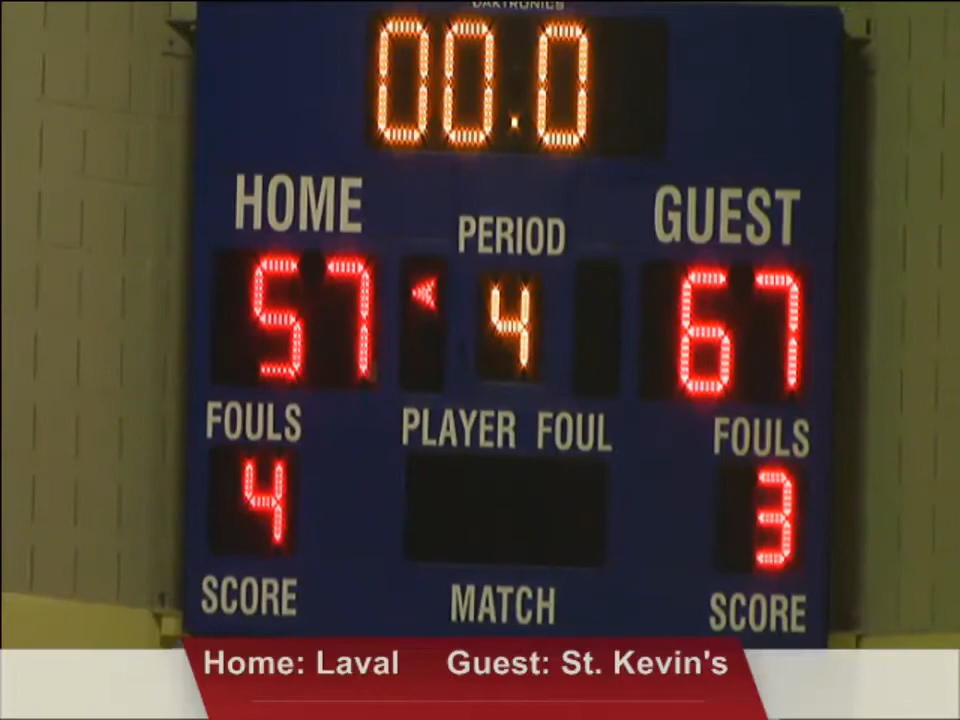 DAKTRONICS
00.0
HOME GUEST
PERIOD
57 4 67
FOULS PLAYER FOUL FOULS
4 3
SCORE MATCH SCORE
Home: Laval Guest: St. Kevin's